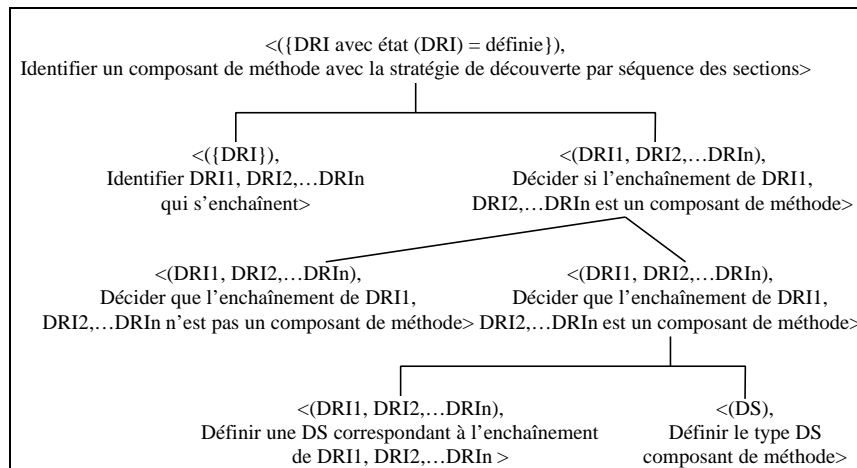 <({DRI avec état (DRI) = définie}),
Identifier un composant de méthode avec la stratégie de découverte par séquence des sections>
<({DRI}),
Identifier DRI1, DRI2,…DRIn
qui s'enchaînent>
<(DRI1, DRI2,…DRIn),
Décider si l'enchaînement de DRI1,
DRI2,…DRIn est un composant de méthode>
<(DRI1, DRI2,…DRIn),
Décider que l'enchaînement de DRI1,
DRI2,…DRIn n'est pas un composant de méthode>
<(DRI1, DRI2,…DRIn),
Décider que l'enchaînement de DRI1,
DRI2,…DRIn est un composant de méthode>
<(DRI1, DRI2,…DRIn),
Définir une DS correspondant à l'enchaînement
de DRI1, DRI2,…DRIn >
<(DS),
Définir le type DS
composant de méthode>